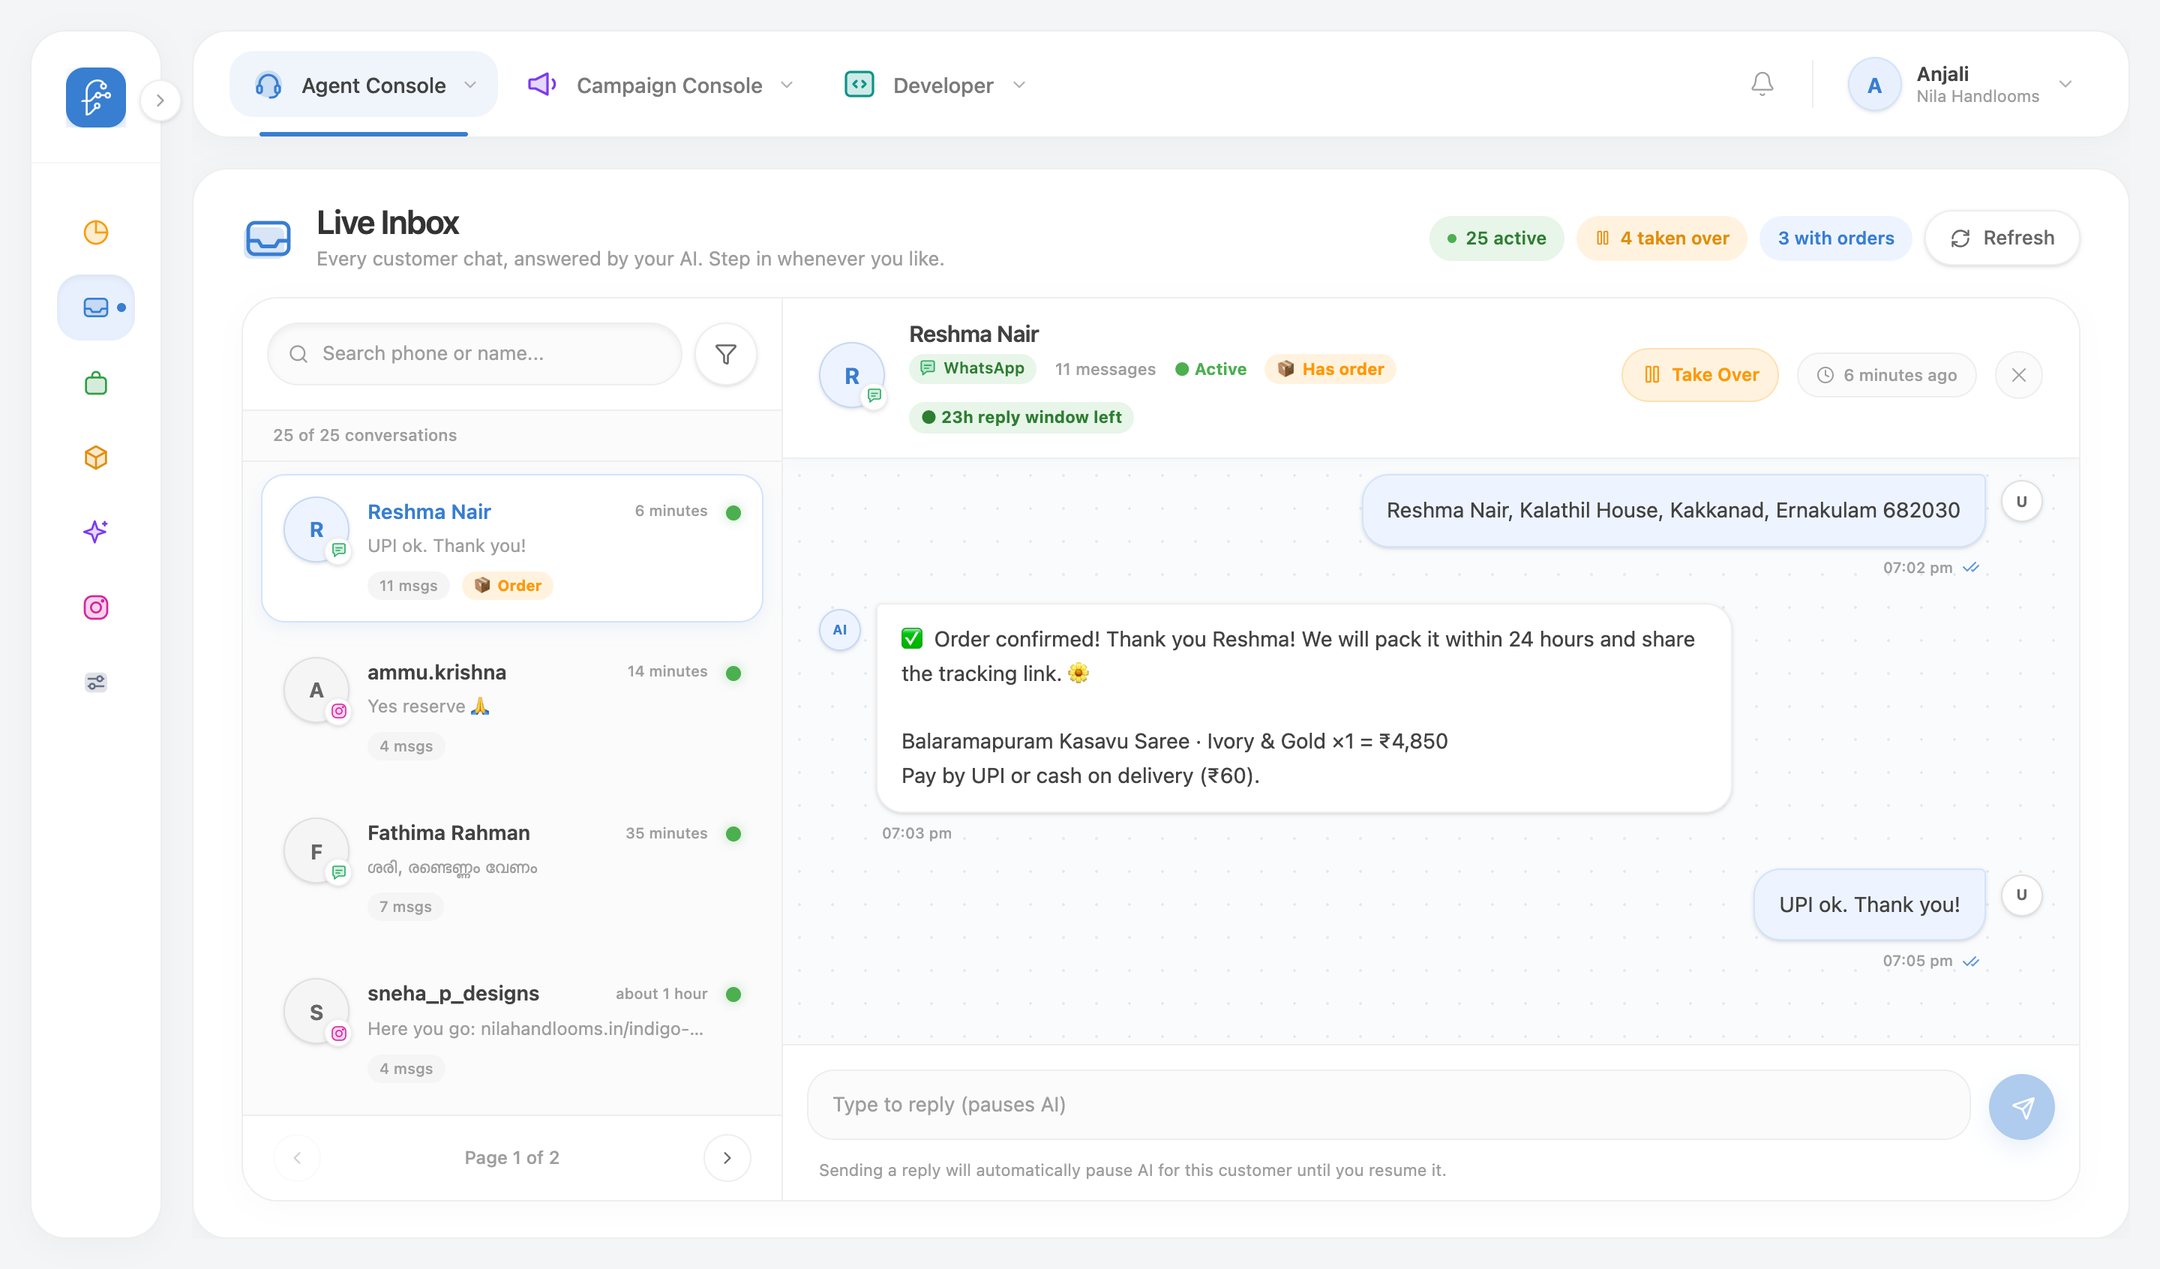 Agent Console
Campaign Console
Developer
A
Anjali
Nila Handlooms
Live Inbox
Every customer chat, answered by your AI. Step in whenever you like.
25 active
4 taken over
3 with orders
Refresh
Search phone or name...
25 of 25 conversations
R
Reshma Nair
6 minutes
UPI ok. Thank you!
11 msgs
📦 Order
A
ammu.krishna
14 minutes
Yes reserve 🙏
4 msgs
F
Fathima Rahman
35 minutes
ശരി, രണ്ടെണ്ണം വേണം
7 msgs
S
sneha_p_designs
about 1 hour
Here you go: nilahandlooms.in/indigo-...
4 msgs
Page 1 of 2
R
Reshma Nair
WhatsApp
11 messages
Active
📦 Has order
23h reply window left
Take Over
6 minutes ago
Reshma Nair, Kalathil House, Kakkanad, Ernakulam 682030
U
07:02 pm
AI
✅ Order confirmed! Thank you Reshma! We will pack it within 24 hours and share
the tracking link. 🌼
Balaramapuram Kasavu Saree · Ivory & Gold ×1 = ₹4,850
Pay by UPI or cash on delivery (₹60).
07:03 pm
UPI ok. Thank you!
U
07:05 pm
Type to reply (pauses AI)
Sending a reply will automatically pause AI for this customer until you resume it.